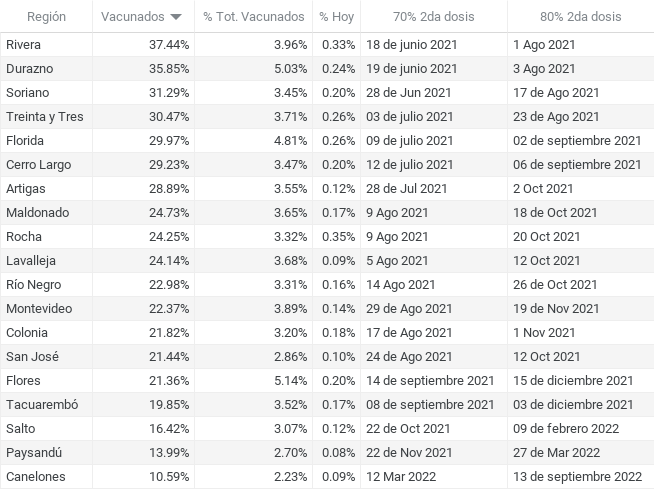 Región Vacunados % Tot. Vacunados % Hoy 70% 2da dosis 80% 2da dosis
Rivera 37.44% 3.96% 0.33% 18 de junio 2021 1 Ago 2021
Durazno 35.85% 5.03% 0.24% 19 de junio 2021 3 Ago 2021
Soriano 31.29% 3.45% 0.20% 28 de Jun 2021 17 de Ago 2021
Treinta y Tres 30.47% 3.71% 0.26% 03 de julio 2021 23 de Ago 2021
Florida 29.97% 4.81% 0.26% 09 de julio 2021 02 de septiembre 2021
Cerro Largo 29.23% 3.47% 0.20% 12 de julio 2021 06 de septiembre 2021
Artigas 28.89% 3.55% 0.12% 28 de Jul 2021 2 Oct 2021
Maldonado 24.73% 3.65% 0.17% 9 Ago 2021 18 de Oct 2021
Rocha 24.25% 3.32% 0.35% 9 Ago 2021 20 Oct 2021
Lavalleja 24.14% 3.68% 0.09% 5 Ago 2021 12 Oct 2021
Río Negro 22.98% 3.31% 0.16% 14 Ago 2021 26 de Oct 2021
Montevideo 22.37% 3.89% 0.14% 29 de Ago 2021 19 de Nov 2021
Colonia 21.82% 3.20% 0.18% 17 de Ago 2021 1 Nov 2021
San José 21.44% 2.86% 0.10% 24 de Ago 2021 12 Oct 2021
Flores 21.36% 5.14% 0.20% 14 de septiembre 2021 15 de diciembre 2021
Tacuarembó 19.85% 3.52% 0.17% 08 de septiembre 2021 03 de diciembre 2021
Salto 16.42% 3.07% 0.12% 22 de Oct 2021 09 de febrero 2022
Paysandú 13.99% 2.70% 0.08% 22 de Nov 2021 27 de Mar 2022
Canelones 10.59% 2.23% 0.09% 12 Mar 2022 13 de septiembre 2022